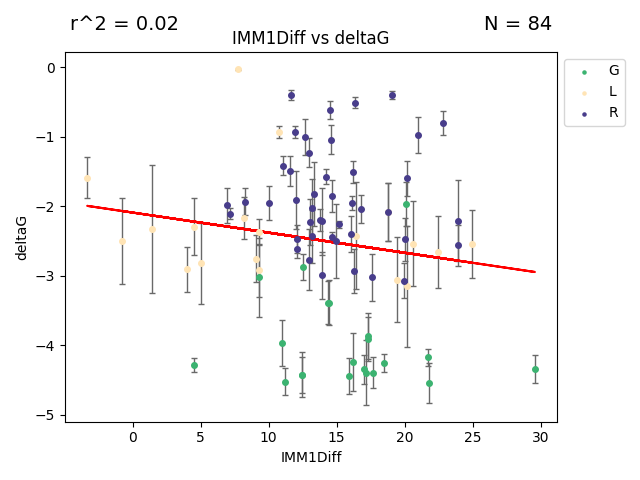 r^2 = 0.02 N = 84
IMM1Diff vs deltaG
deltaG
0
−1
−2
−3
−4
−5
0 5 10 15 20 25 30
IMM1Diff
G
L
R